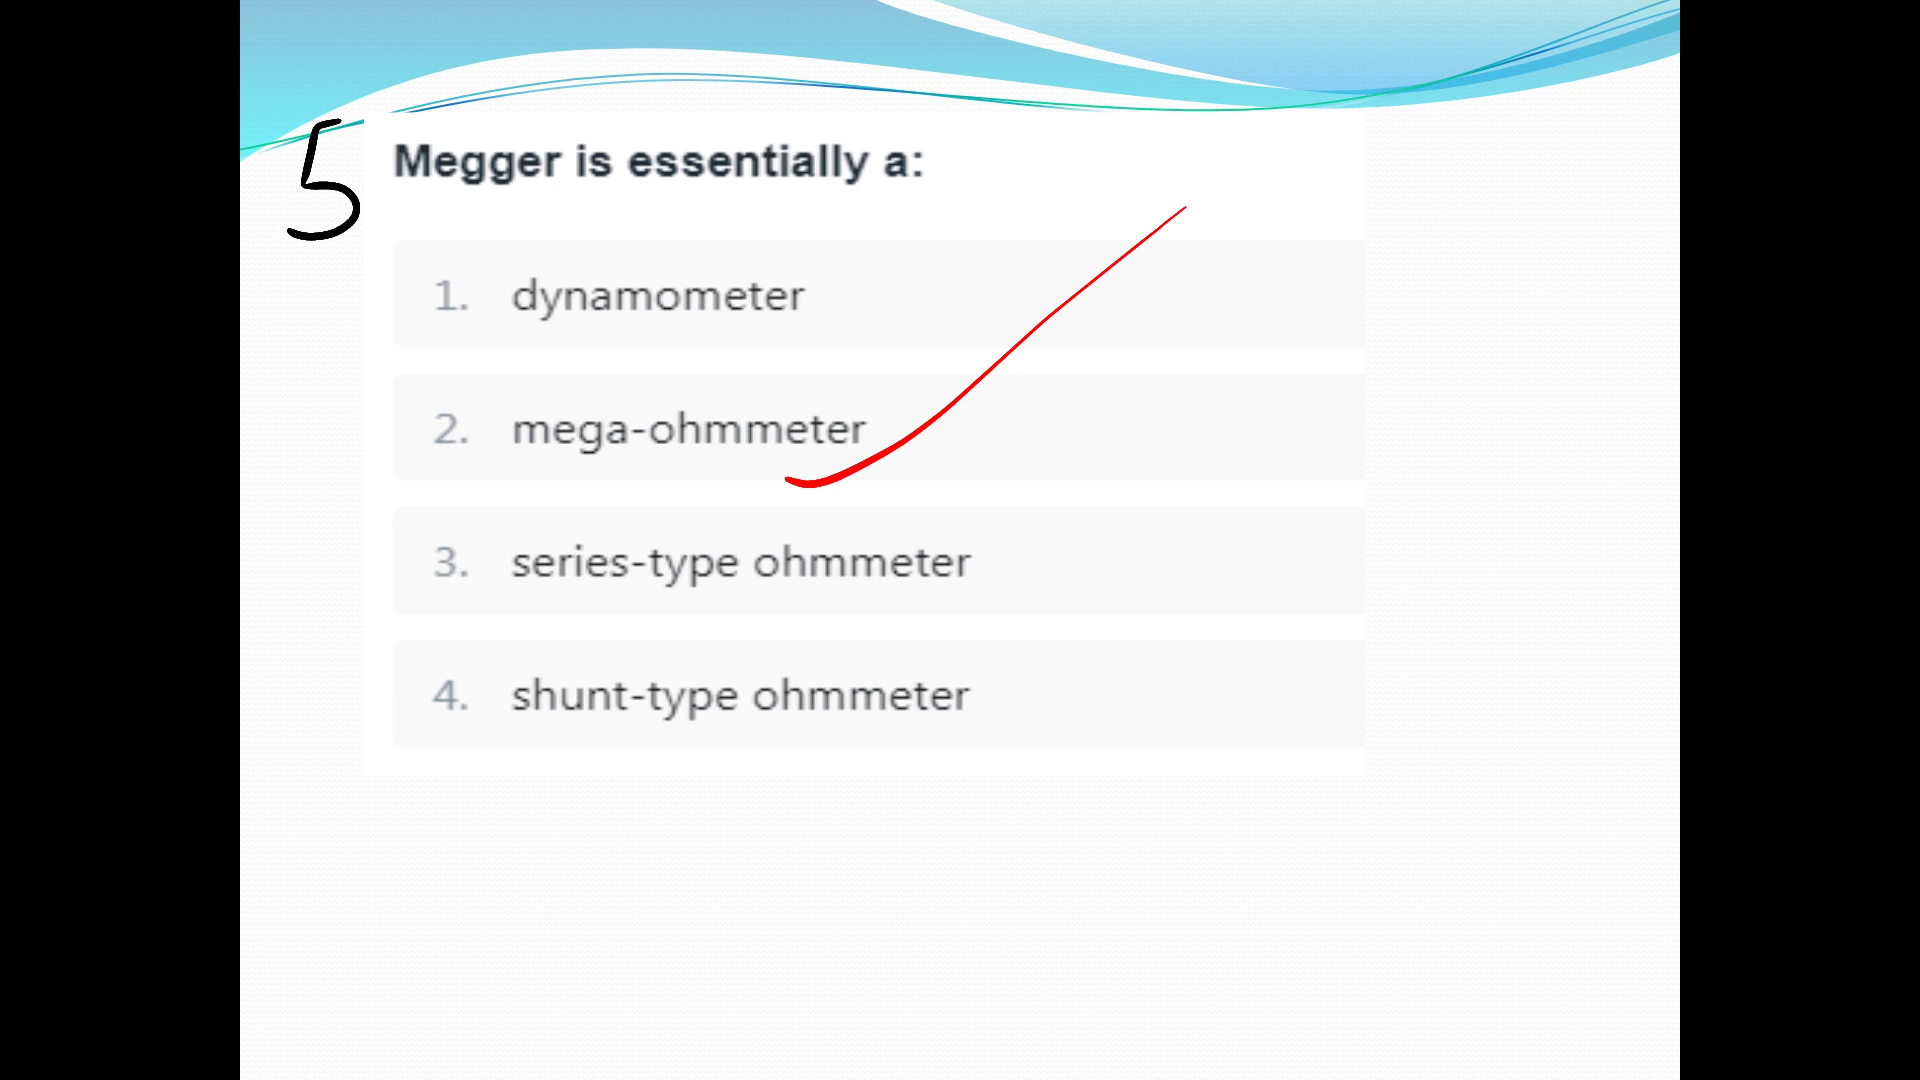 5
Megger is essentially a:
1. dynamometer
2. mega-ohmmeter
3. series-type ohmmeter
4. shunt-type ohmmeter